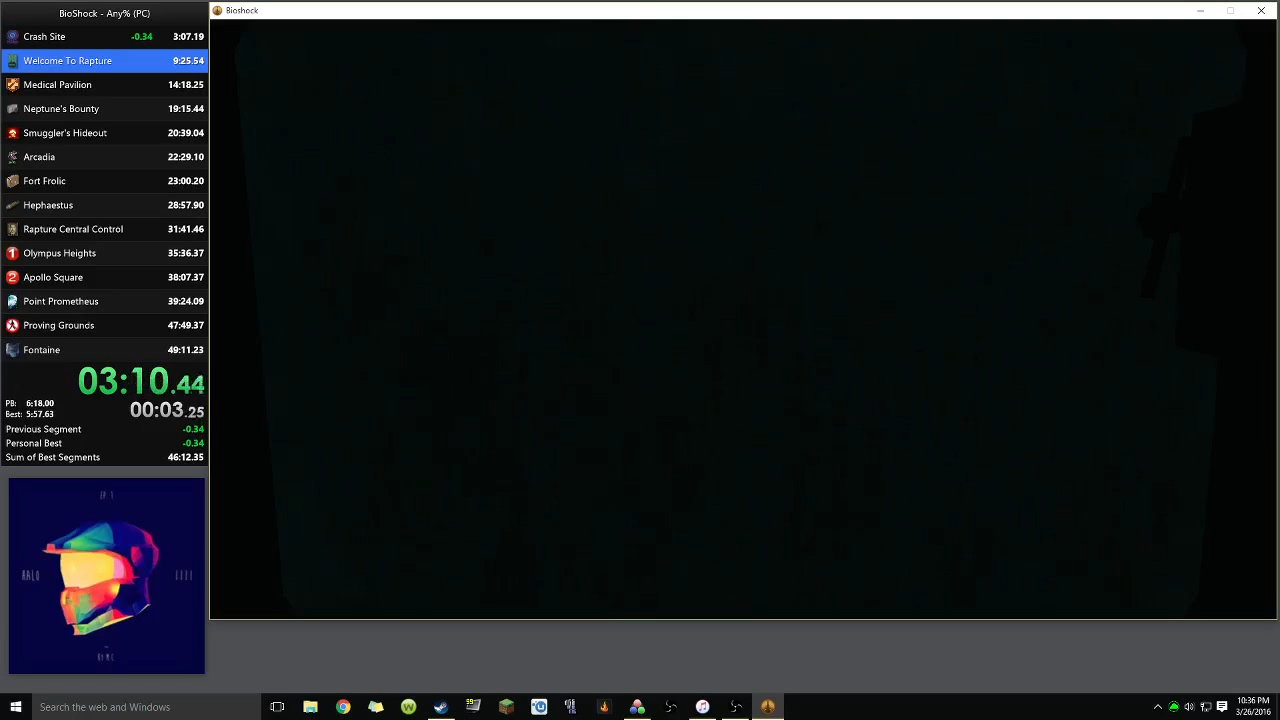 BioShock - Any% (PC)
Crash Site -0.34 3:07.19
Welcome To Rapture 9:25.54
Medical Pavilion 14:18.25
Neptune's Bounty 19:15.44
Smuggler's Hideout 20:39.04
Arcadia 22:29.10
Fort Frolic 23:00.20
Hephaestus 28:57.90
Rapture Central Control 31:41.46
1 Olympus Heights 35:36.37
2 Apollo Square 38:07.37
Point Prometheus 39:24.09
Proving Grounds 47:49.37
Fontaine 49:11.23
03:10.44
PB: 6:18.00
Best: 5:57.63
00:03.25
Previous Segment -0.34
Personal Best -0.34
Sum of Best Segments 46:12.35
Bioshock
Search the web and Windows
10:36 PM
3/26/2016